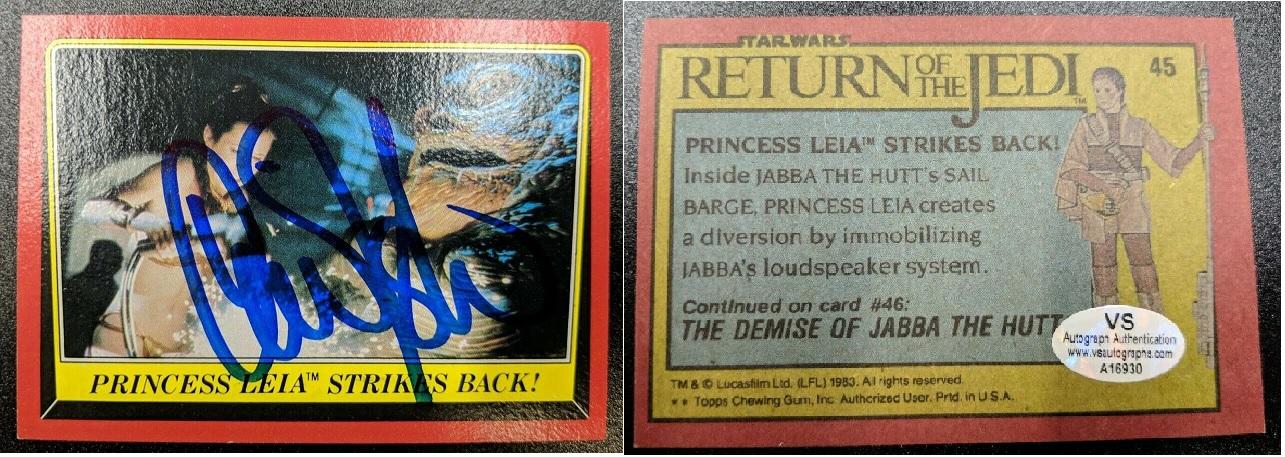 PRINCESS LEIA™ STRIKES BACK!
STAR WARS
RETURN OF THE JEDI™
45
PRINCESS LEIA™ STRIKES BACK!
Inside JABBA THE HUTT's SAIL
BARGE, PRINCESS LEIA creates
a diversion by immobilizing
JABBA's loudspeaker system.
Continued on card #46:
THE DEMISE OF JABBA THE HUTT
VS
Autograph Authentication
www.vsautographs.com
A16930
TM & © Lucasfilm Ltd. (LFL) 1983. All rights reserved.
** Topps Chewing Gum, Inc. Authorized User. Prtd. in U.S.A.